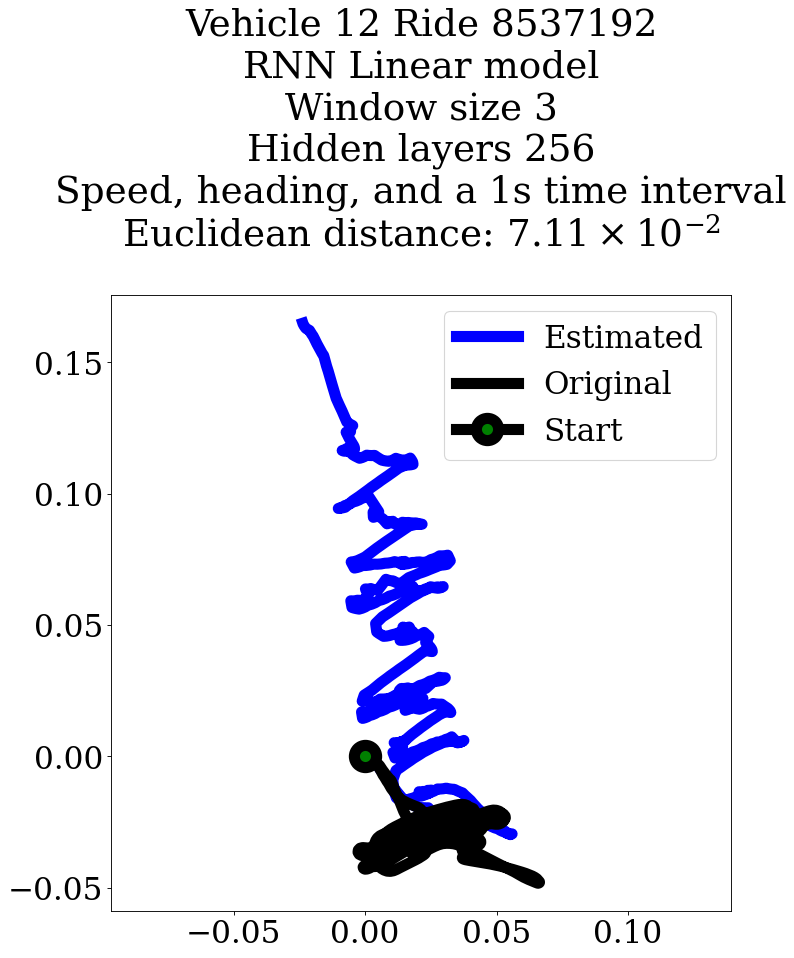 Vehicle 12 Ride 8537192
RNN Linear model
Window size 3
Hidden layers 256
Speed, heading, and a 1s time interval
Euclidean distance: 7.11 × 10⁻²
Estimated
Original
Start
0.15
0.10
0.05
0.00
−0.05
−0.05 0.00 0.05 0.10